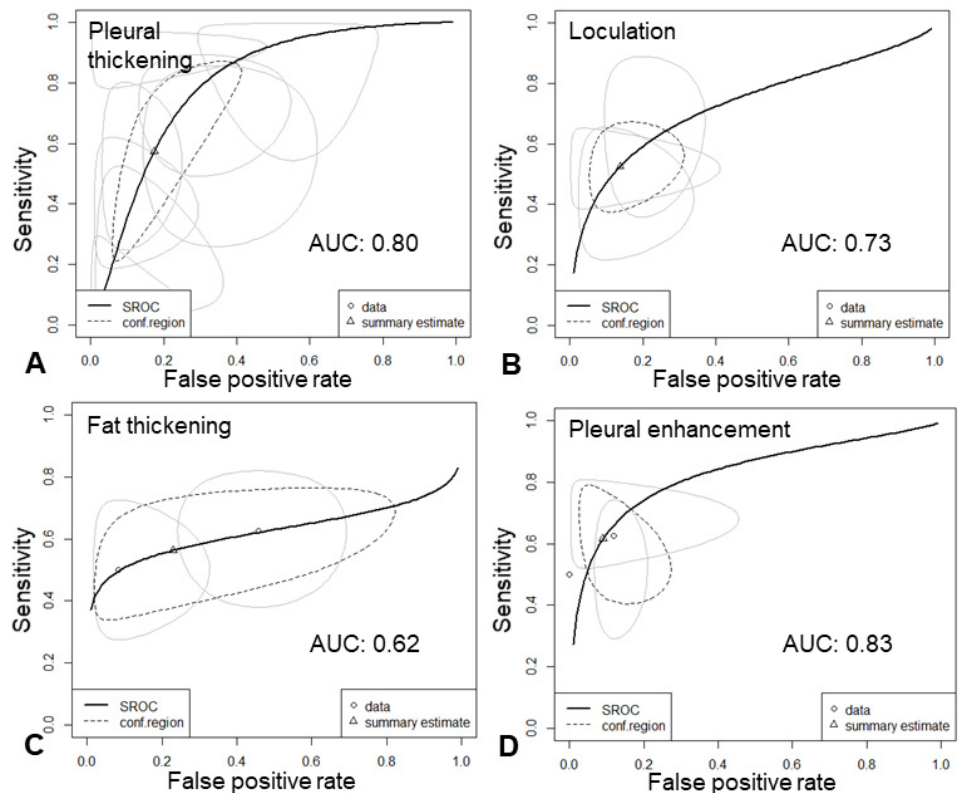 Pleural
thickening
Sensitivity
0.0 0.2 0.4 0.6 0.8 1.0
AUC: 0.80
SROC
conf.region
data
summary estimate
0.0 0.2 0.4 0.6 0.8 1.0
A
False positive rate
Loculation
Sensitivity
0.0 0.2 0.4 0.6 0.8 1.0
AUC: 0.73
SROC
conf.region
data
summary estimate
0.0 0.2 0.4 0.6 0.8 1.0
B
False positive rate
Fat thickening
Sensitivity
0.0 0.2 0.4 0.6 0.8 1.0
AUC: 0.62
SROC
conf.region
data
summary estimate
C
0.0 0.2 0.4 0.6 0.8 1.0
False positive rate
Pleural enhancement
Sensitivity
0.0 0.2 0.4 0.6 0.8 1.0
AUC: 0.83
SROC
conf.region
data
summary estimate
D
0.0 0.2 0.4 0.6 0.8 1.0
False positive rate